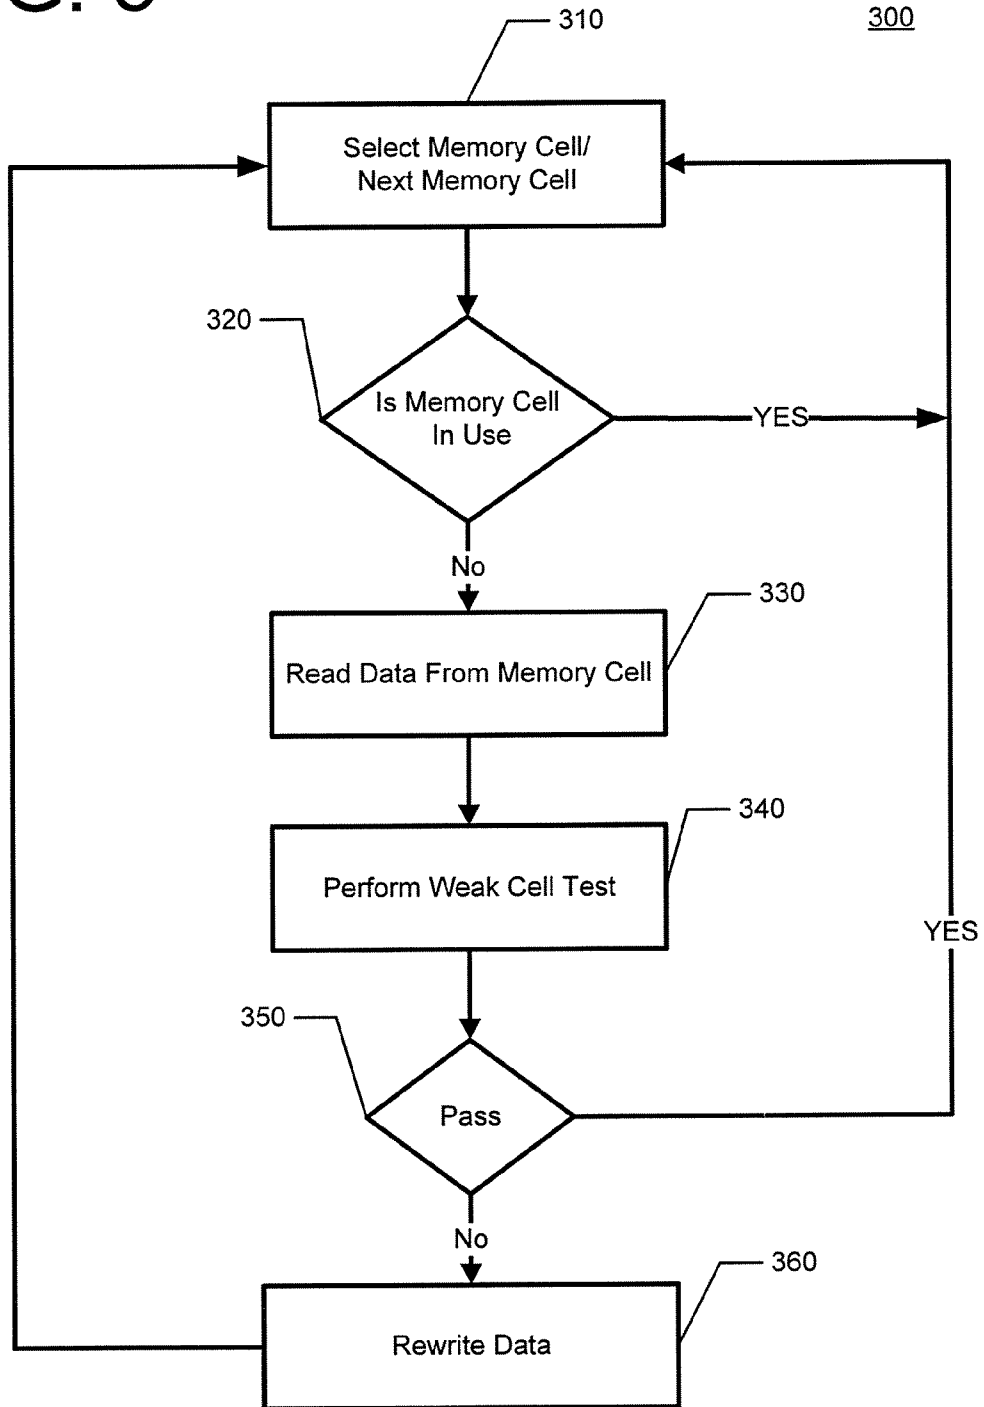 310
300
Select Memory Cell/
Next Memory Cell
320
Is Memory Cell
In Use
YES
No
330
Read Data From Memory Cell
340
Perform Weak Cell Test
YES
350
Pass
No
360
Rewrite Data